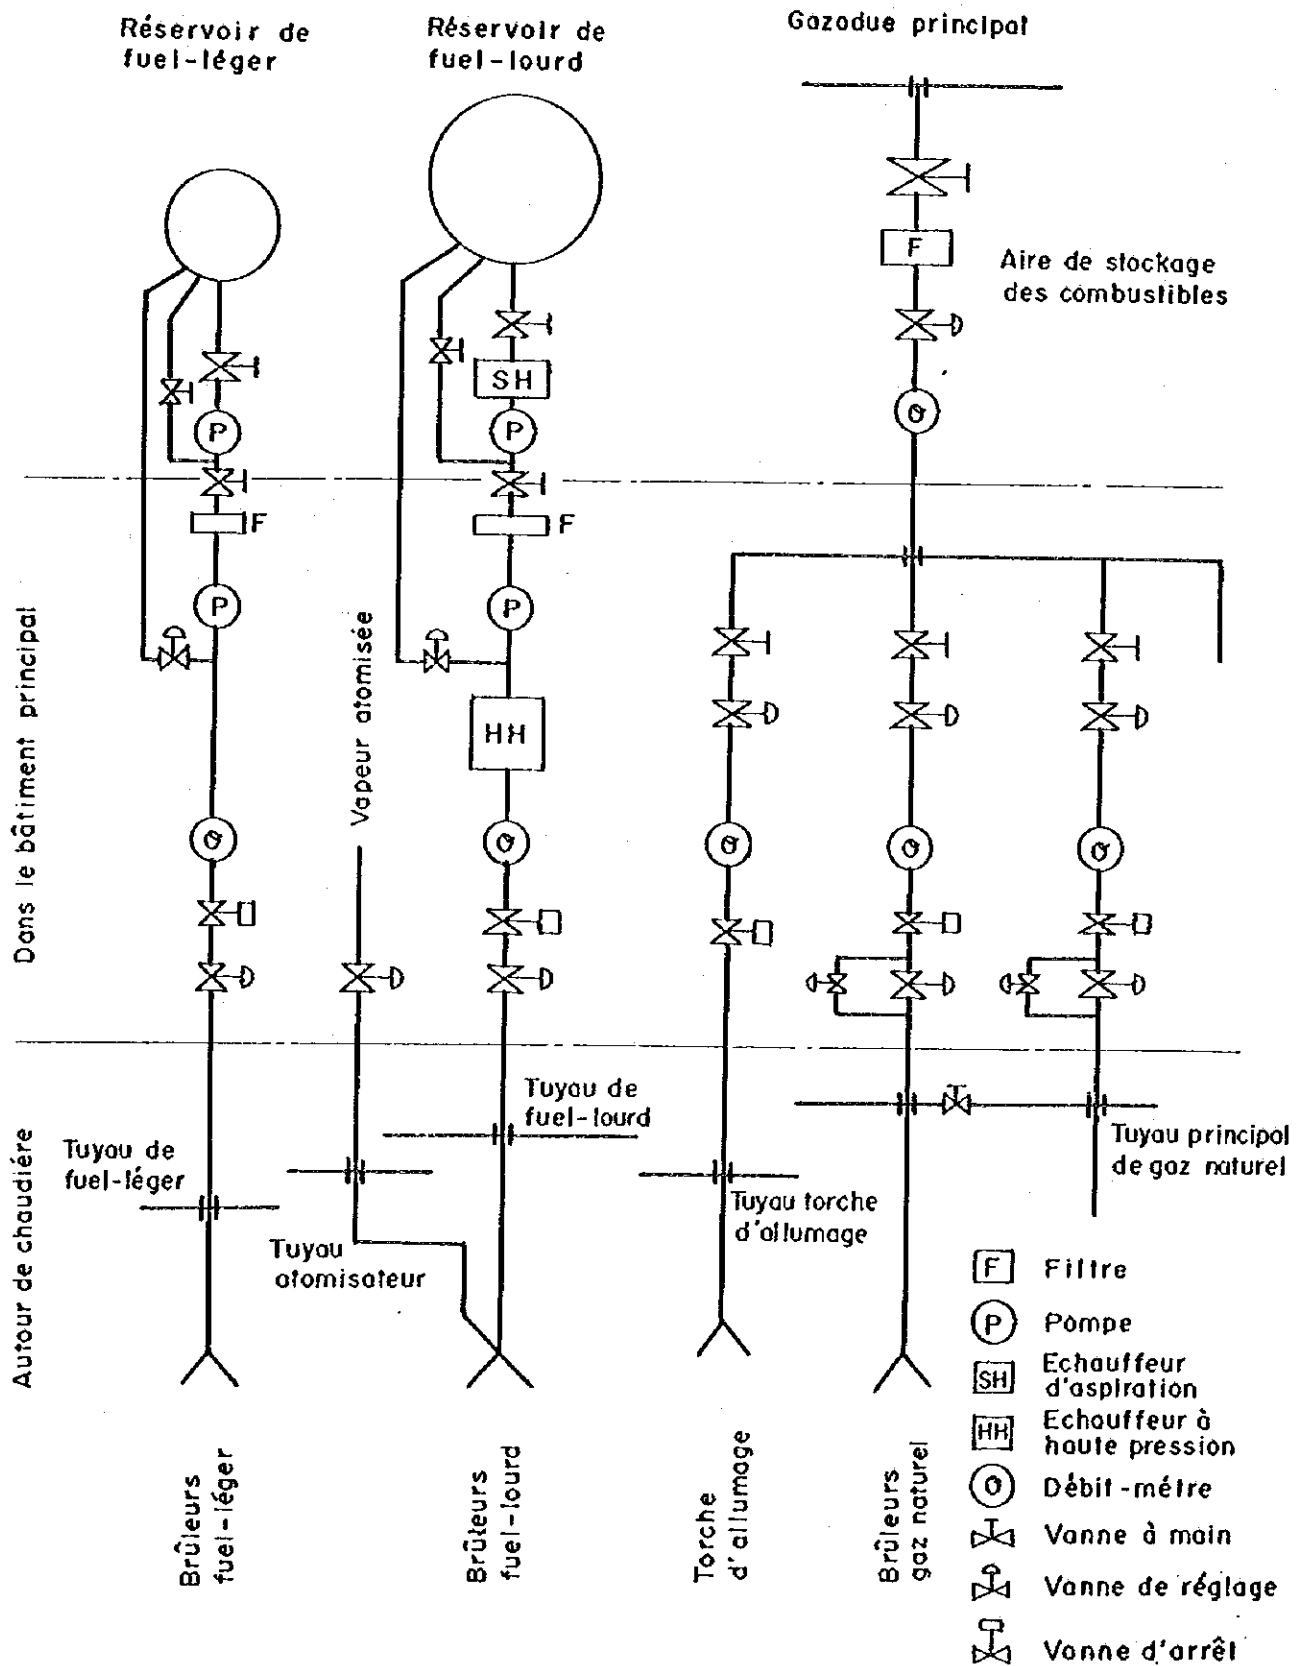 Réservoir de
fuel-léger
Réservoir de
fuel-lourd
Gazodue principal
Aire de stockage
des combustibles
F
SH
P
P
O
F
F
P
P
Dans le bâtiment principal
Vapeur atomisée
HH
O
O
O
O
O
Autour de chaudiére
Tuyau de
fuel-léger
Tuyau
atomisateur
Tuyau de
fuel-lourd
Tuyau torche
d'allumage
Tuyau principal
de gaz naturel
Brûleurs
fuel-léger
Brûleurs
fuel-lourd
Torche
d'allumage
Brûleurs
gaz naturel
F Filtre
P Pompe
SH Echauffeur
d'aspiration
HH Echauffeur à
haute pression
O Débit-métre
Vanne à main
Vanne de réglage
Vanne d'arrêt